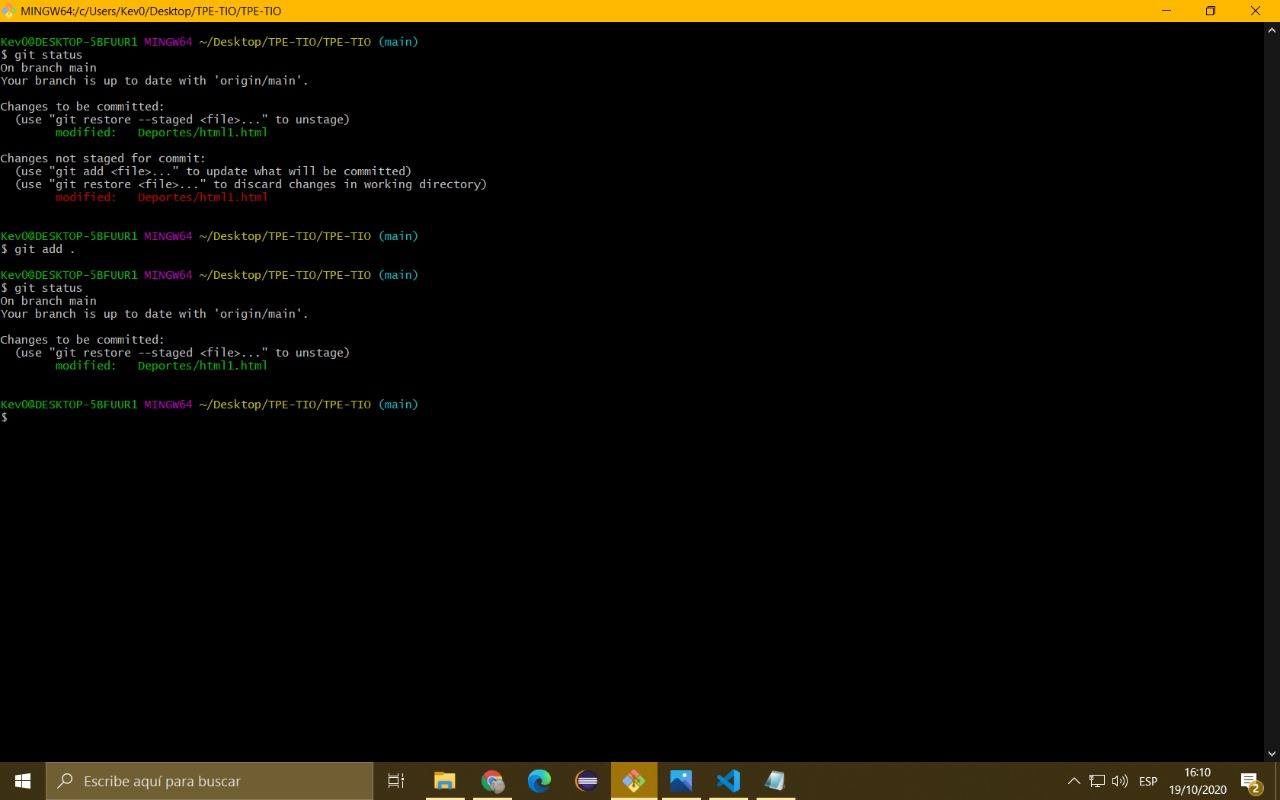 MINGW64:/c/Users/Kev0/Desktop/TPE-TIO/TPE-TIO
Kev0@DESKTOP-5BFUUR1 MINGW64 ~/Desktop/TPE-TIO/TPE-TIO (main)
$ git status
On branch main
Your branch is up to date with 'origin/main'.
Changes to be committed:
(use "git restore --staged <file>..." to unstage)
modified: Deportes/html1.html
Changes not staged for commit:
(use "git add <file>..." to update what will be committed)
(use "git restore <file>..." to discard changes in working directory)
modified: Deportes/html1.html
Kev0@DESKTOP-5BFUUR1 MINGW64 ~/Desktop/TPE-TIO/TPE-TIO (main)
$ git add .
Kev0@DESKTOP-5BFUUR1 MINGW64 ~/Desktop/TPE-TIO/TPE-TIO (main)
$ git status
On branch main
Your branch is up to date with 'origin/main'.
Changes to be committed:
(use "git restore --staged <file>..." to unstage)
modified: Deportes/html1.html
Kev0@DESKTOP-5BFUUR1 MINGW64 ~/Desktop/TPE-TIO/TPE-TIO (main)
$
Escribe aquí para buscar
ESP
16:10
19/10/2020
2